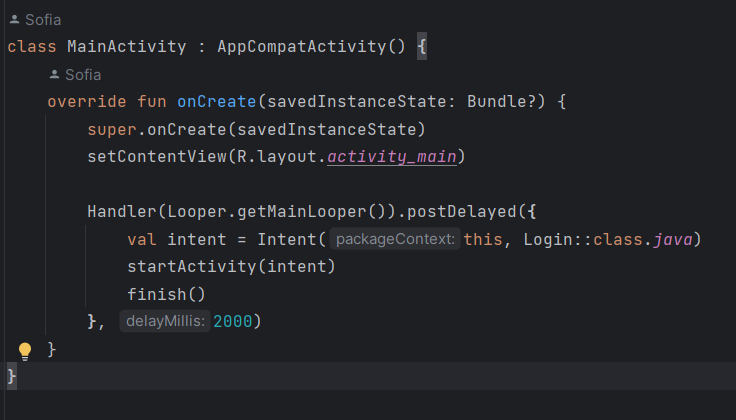 Sofia
class MainActivity : AppCompatActivity() {
Sofia
override fun onCreate(savedInstanceState: Bundle?) {
super.onCreate(savedInstanceState)
setContentView(R.layout.activity_main)
Handler(Looper.getMainLooper()).postDelayed({
val intent = Intent( packageContext: this, Login::class.java)
startActivity(intent)
finish()
}, delayMillis: 2000)
}
}